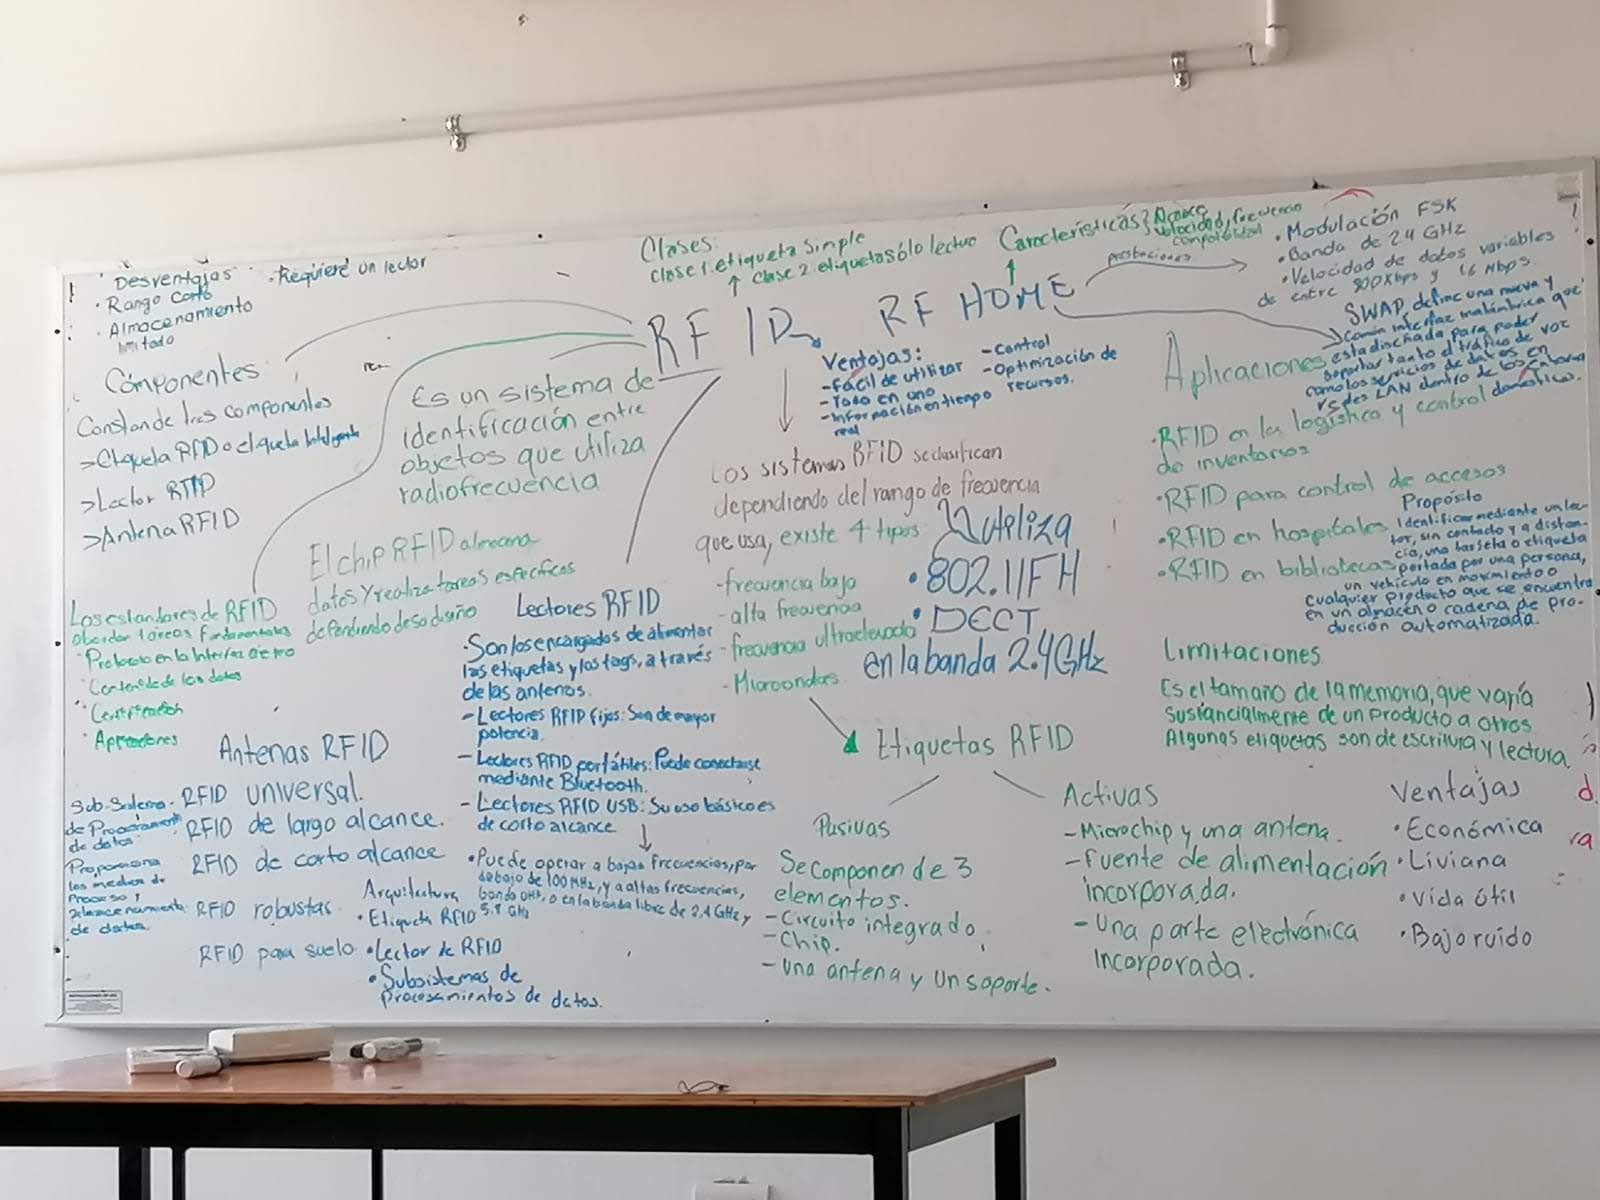 Desventajas
· Rango corto
· Almacenamiento
limitado
- Requiere un lector
Clases:
Clase 1: etiqueta simple
Clase 2: etiqueta sólo lectura
Características} Alcance
velocidad, frecuencia
compatibilidad
prestaciones
• Modulación FSK
• Banda de 2.4 GHz
• Velocidad de datos variables
de entre 800 Kbps y 1.6 Mbps.
RFID
RF HOME
SWAP, define una nueva y
común interfaz inalámbrica que
está diseñada para poder
soportar tanto el tráfico de voz
como los servicios de datos en
redes LAN dentro de los entornos
domésticos.
Componentes
Constan de tres componentes
> Etiqueta RFID o etiqueta inteligente
> Lector RFID
> Antena RFID
Es un sistema de
identificación entre
objetos que utiliza
radiofrecuencia
Ventajas:
- Fácil de utilizar
- Todo en uno
- Información en tiempo
real
- Control
- Optimización de
recursos.
Los sistemas RFID se clasifican
dependiendo del rango de frecuencia
que usa, existe 4 tipos:
- frecuencia baja
- alta frecuencia
- frecuencia ultraelevada
- Microondas
Utiliza
• 802.11FH
• DECT
en la banda 2.4GHz
Aplicaciones
• RFID en la logística y control
de inventarios
• RFID para control de accesos
• RFID en hospitales
• RFID en bibliotecas
Propósito
Identificar mediante un lec-
tor, sin contacto y a distan-
cia, una tarjeta o etiqueta
portada por una persona,
un vehículo en movimiento o
cualquier producto que se encuentra
en un almacén o cadena de pro-
ducción automatizada.
El chip RFID almacena
datos y realiza tareas específicas
dependiendo de su diseño
Los estandares de RFID
abordar tareas fundamentales
· Protocolo en la Interfaz aereo
· Contenido de los datos
· Certificación
· Aplicaciones
Lectores RFID
- Son los encargados de alimentar
las etiquetas y los tags, a través
de las antenas.
- Lectores RFID fijos: Son de mayor
potencia.
- Lectores RFID portátiles: Puede conectarse
mediante Bluetooth.
- Lectores RFID USB: Su uso básico es
de corto alcance
• Puede operar a bajas frecuencias, por
debajo de 100 MHz, y a altas frecuencias,
banda UHF, o en la banda libre de 2.4 GHz y
5.8 GHz
Limitaciones
Es el tamaño de la memoria, que varía
sustancialmente de un producto a otros
Algunas etiquetas son de escritura y lectura.
Antenas RFID
RFID universal.
RFID de largo alcance.
RFID de corto alcance
RFID robustas
RFID para suelo
Sub-Sistema
de Procesamiento
de datos
Proporciona
los medios de
Proceso y
almacenamiento
de datos.
Arquitectura
• Etiqueta RFID
• Lector de RFID
• Subsistemas de
procesamientos de datos.
Etiquetas RFID
Pasivas
Se componen de 3
elementos.
- Circuito integrado
- Chip.
- una antena y un soporte.
Activas
- Microchip y una antena.
- Fuente de alimentación
incorporada.
- Una parte electrónica
incorporada.
Ventajas
• Económica
• Liviana
• Vida útil
• Bajo ruido